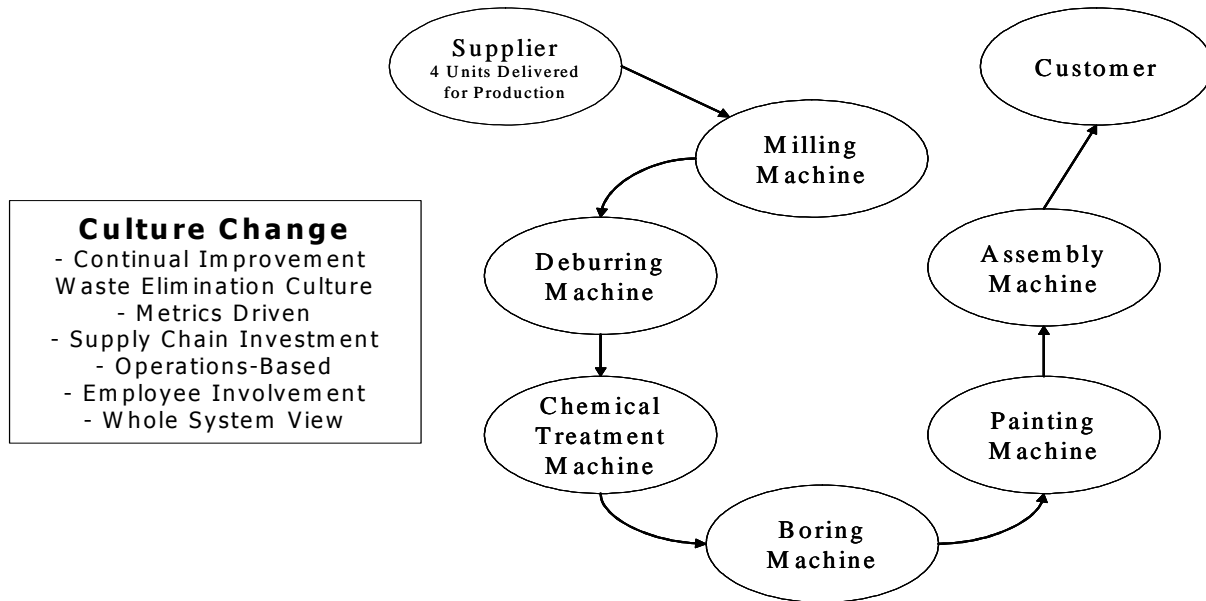 Supplier
4 Units Delivered
for Production
Customer
Milling
Machine
Culture Change
- Continual Improvement
Waste Elimination Culture
- Metrics Driven
- Supply Chain Investment
- Operations-Based
- Employee Involvement
- Whole System View
Deburring
Machine
Assembly
Machine
Chemical
Treatment
Machine
Painting
Machine
Boring
Machine